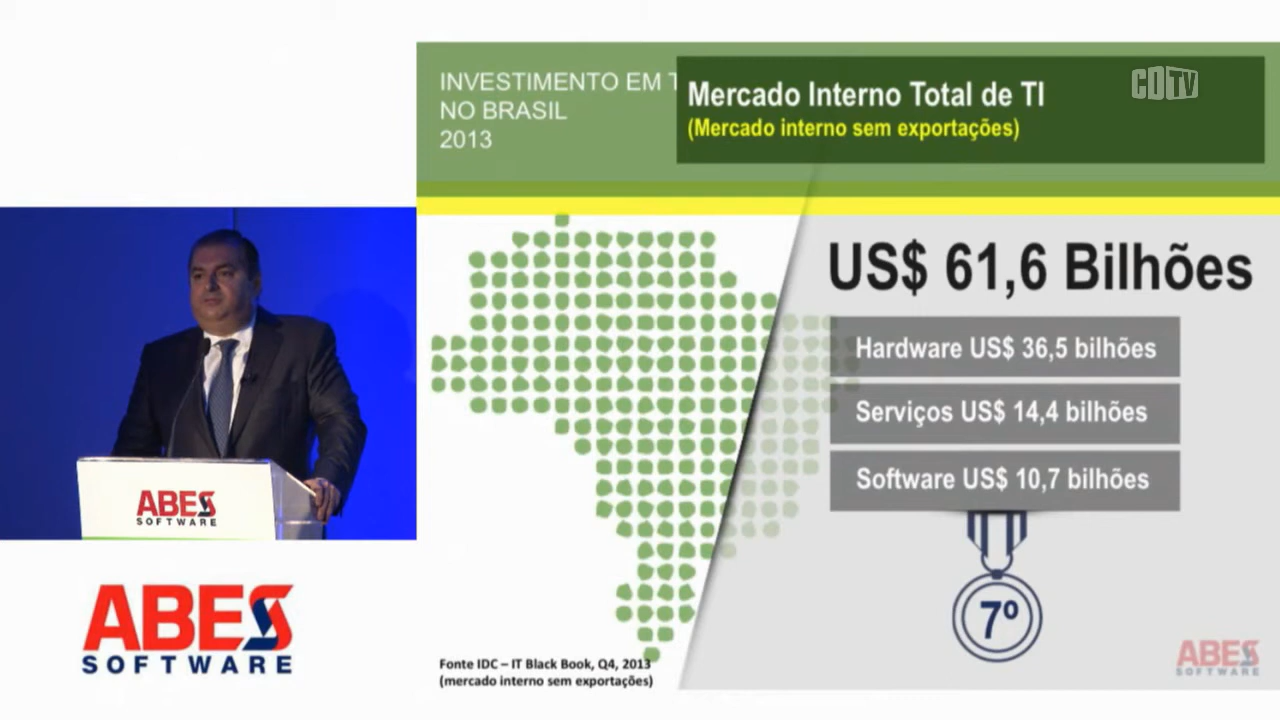 INVESTIMENTO EM T
NO BRASIL
2013
Mercado Interno Total de TI
(Mercado interno sem exportações)
CDTV
US$ 61,6 Bilhões
Hardware US$ 36,5 bilhões
Serviços US$ 14,4 bilhões
Software US$ 10,7 bilhões
7º
ABES
SOFTWARE
ABES
SOFTWARE
Fonte IDC – IT Black Book, Q4, 2013
(mercado interno sem exportações)
ABES
SOFTWARE